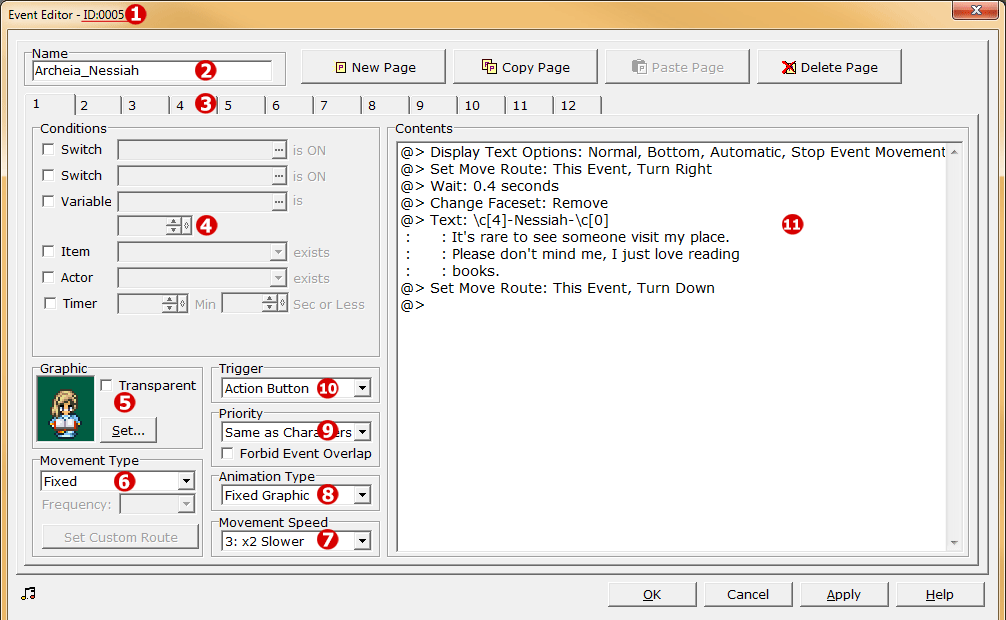 Event Editor - ID:0005 1
Name
Archeia_Nessiah 2
New Page
Copy Page
Paste Page
Delete Page
1 2 3 4 3 5 6 7 8 9 10 11 12
Conditions
Switch ... is ON
Switch ... is ON
Variable ... is
4
Item exists
Actor exists
Timer Min Sec or Less
Graphic
Transparent
5
Set...
Movement Type
Fixed 6
Frequency:
Set Custom Route
Trigger
Action Button 10
Priority
Same as Characters 9
Forbid Event Overlap
Animation Type
Fixed Graphic 8
Movement Speed
3: x2 Slower 7
Contents
@> Display Text Options: Normal, Bottom, Automatic, Stop Event Movement
@> Set Move Route: This Event, Turn Right
@> Wait: 0.4 seconds
@> Change Faceset: Remove
@> Text: \c[4]-Nessiah-\c[0]
: : It's rare to see someone visit my place.
: : Please don't mind me, I just love reading
: : books.
@> Set Move Route: This Event, Turn Down
@>
11
OK
Cancel
Apply
Help